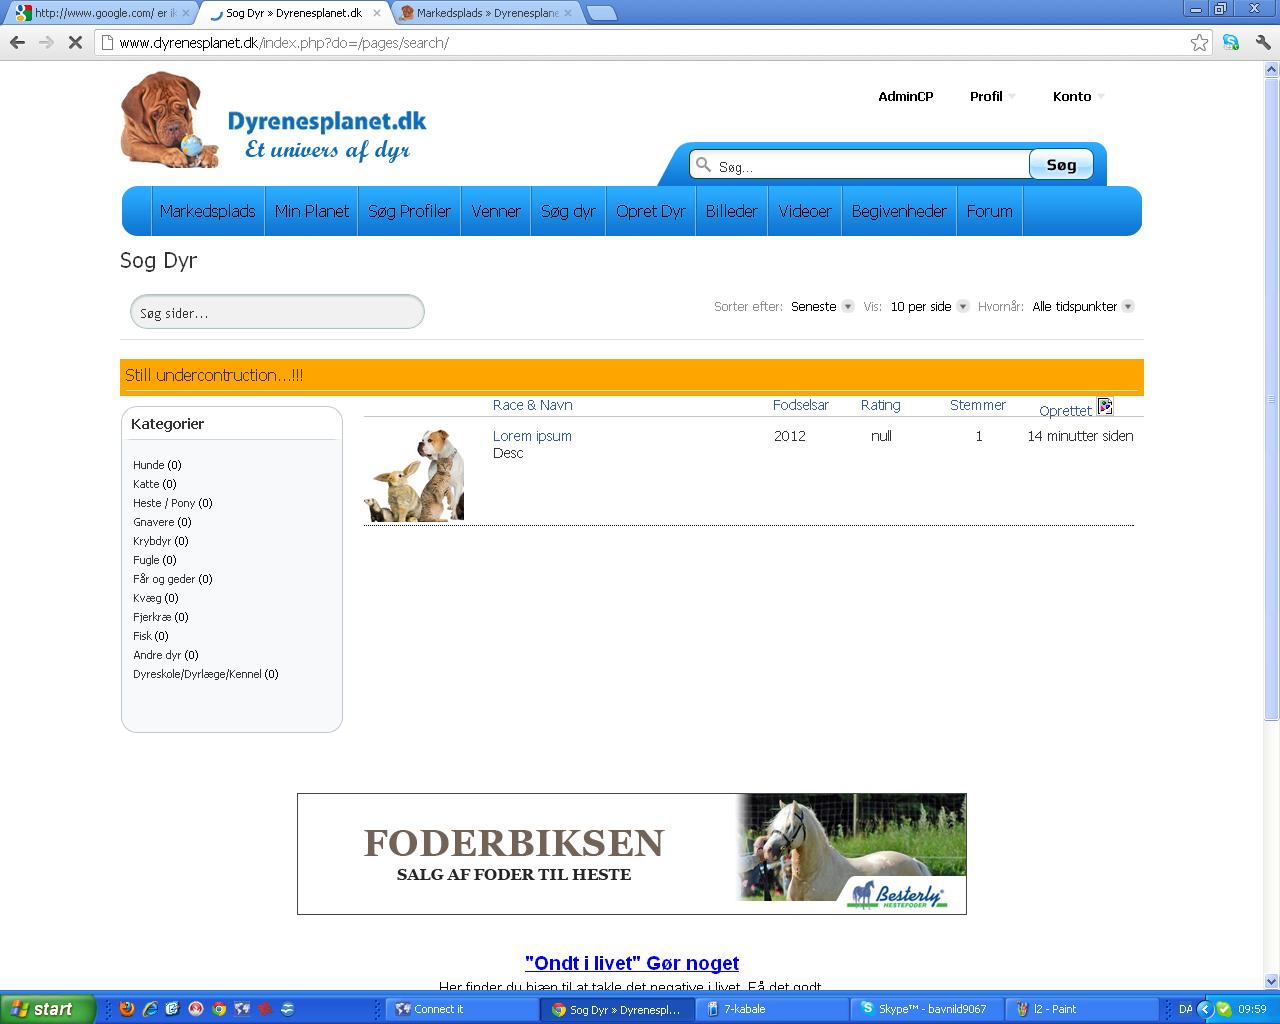 http://www.google.com/ er ik
Sog Dyr » Dyrenesplanet.dk
Markedsplads » Dyrenesplane
www.dyrenesplanet.dk/index.php?do=/pages/search/
Dyrenesplanet.dk
Et univers af dyr
AdminCP Profil Konto
Søg...
Søg
Markedsplads Min Planet Søg Profiler Venner Søg dyr Opret Dyr Billeder Videoer Begivenheder Forum
Sog Dyr
Søg sider...
Sorter efter: Seneste Vis: 10 per side Hvornår: Alle tidspunkter
Still undercontruction...!!!
Kategorier
Hunde (0)
Katte (0)
Heste / Pony (0)
Gnavere (0)
Krybdyr (0)
Fugle (0)
Får og geder (0)
Kvæg (0)
Fjerkræ (0)
Fisk (0)
Andre dyr (0)
Dyreskole/Dyrlæge/Kennel (0)
Race & Navn Fodselsar Rating Stemmer Oprettet
Lorem ipsum 2012 null 1 14 minutter siden
Desc
FODERBIKSEN
SALG AF FODER TIL HESTE
Besterly
HESTEFODER
"Ondt i livet" Gør noget
Her finder du hjæn til at takle det negative i livet. Få det godt
start
Connect it
Sog Dyr » Dyrenespl...
7-kabale
Skype™ - bavnild9067
l2 - Paint
DA
09:59